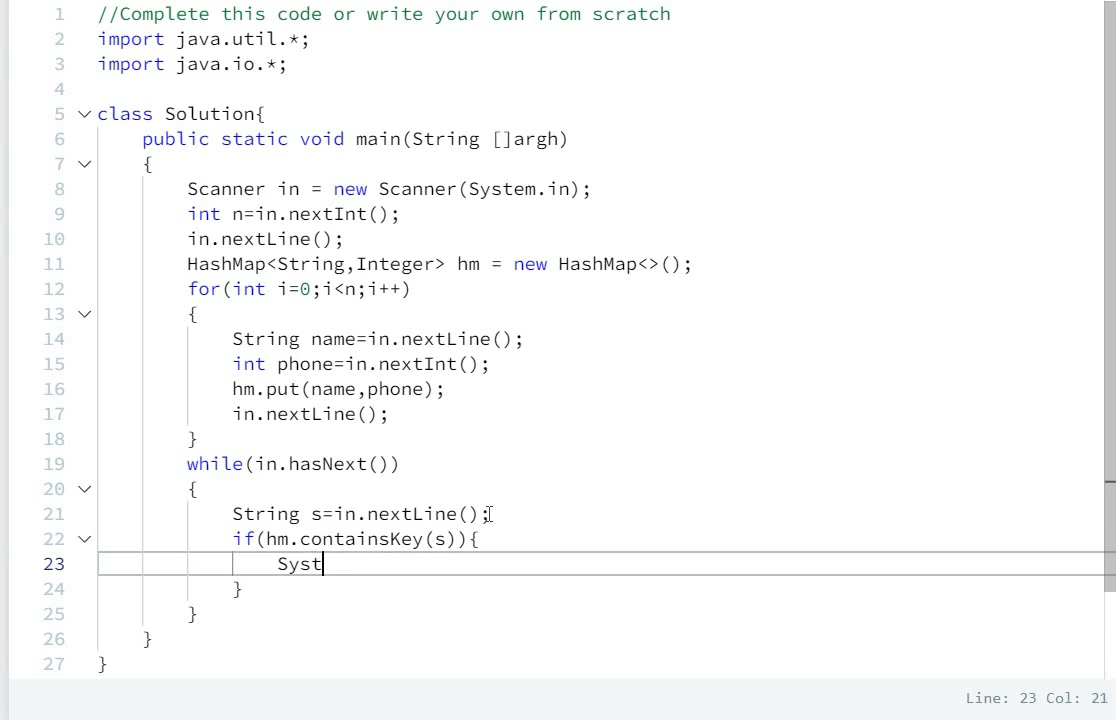 1 //Complete this code or write your own from scratch
2 import java.util.*;
3 import java.io.*;
4
5 class Solution{
6 public static void main(String []argh)
7 {
8 Scanner in = new Scanner(System.in);
9 int n=in.nextInt();
10 in.nextLine();
11 HashMap<String,Integer> hm = new HashMap<>();
12 for(int i=0;i<n;i++)
13 {
14 String name=in.nextLine();
15 int phone=in.nextInt();
16 hm.put(name,phone);
17 in.nextLine();
18 }
19 while(in.hasNext())
20 {
21 String s=in.nextLine();
22 if(hm.containsKey(s)){
23 Syst
24 }
25 }
26 }
27 }
Line: 23 Col: 21